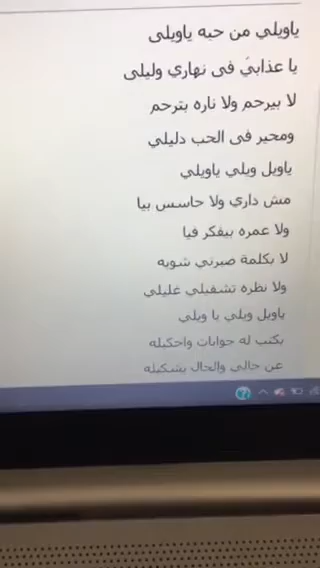 ياويلي من حبه ياويلى
يا عذابيَ فى نهاري وليلى
لا بيرحم ولا ناره بترحم
ومحير فى الحب دليلي
ياويل ويلي ياويلي
مش داري ولا حاسس بيا
ولا عمره بيفكر فيا
لا بكلمة صبرني شويه
ولا نظره تشفيلي غليلي
ياويل ويلي يا ويلي
بكتب له جوابات واحكيله
عن حالي والحال يشكيله